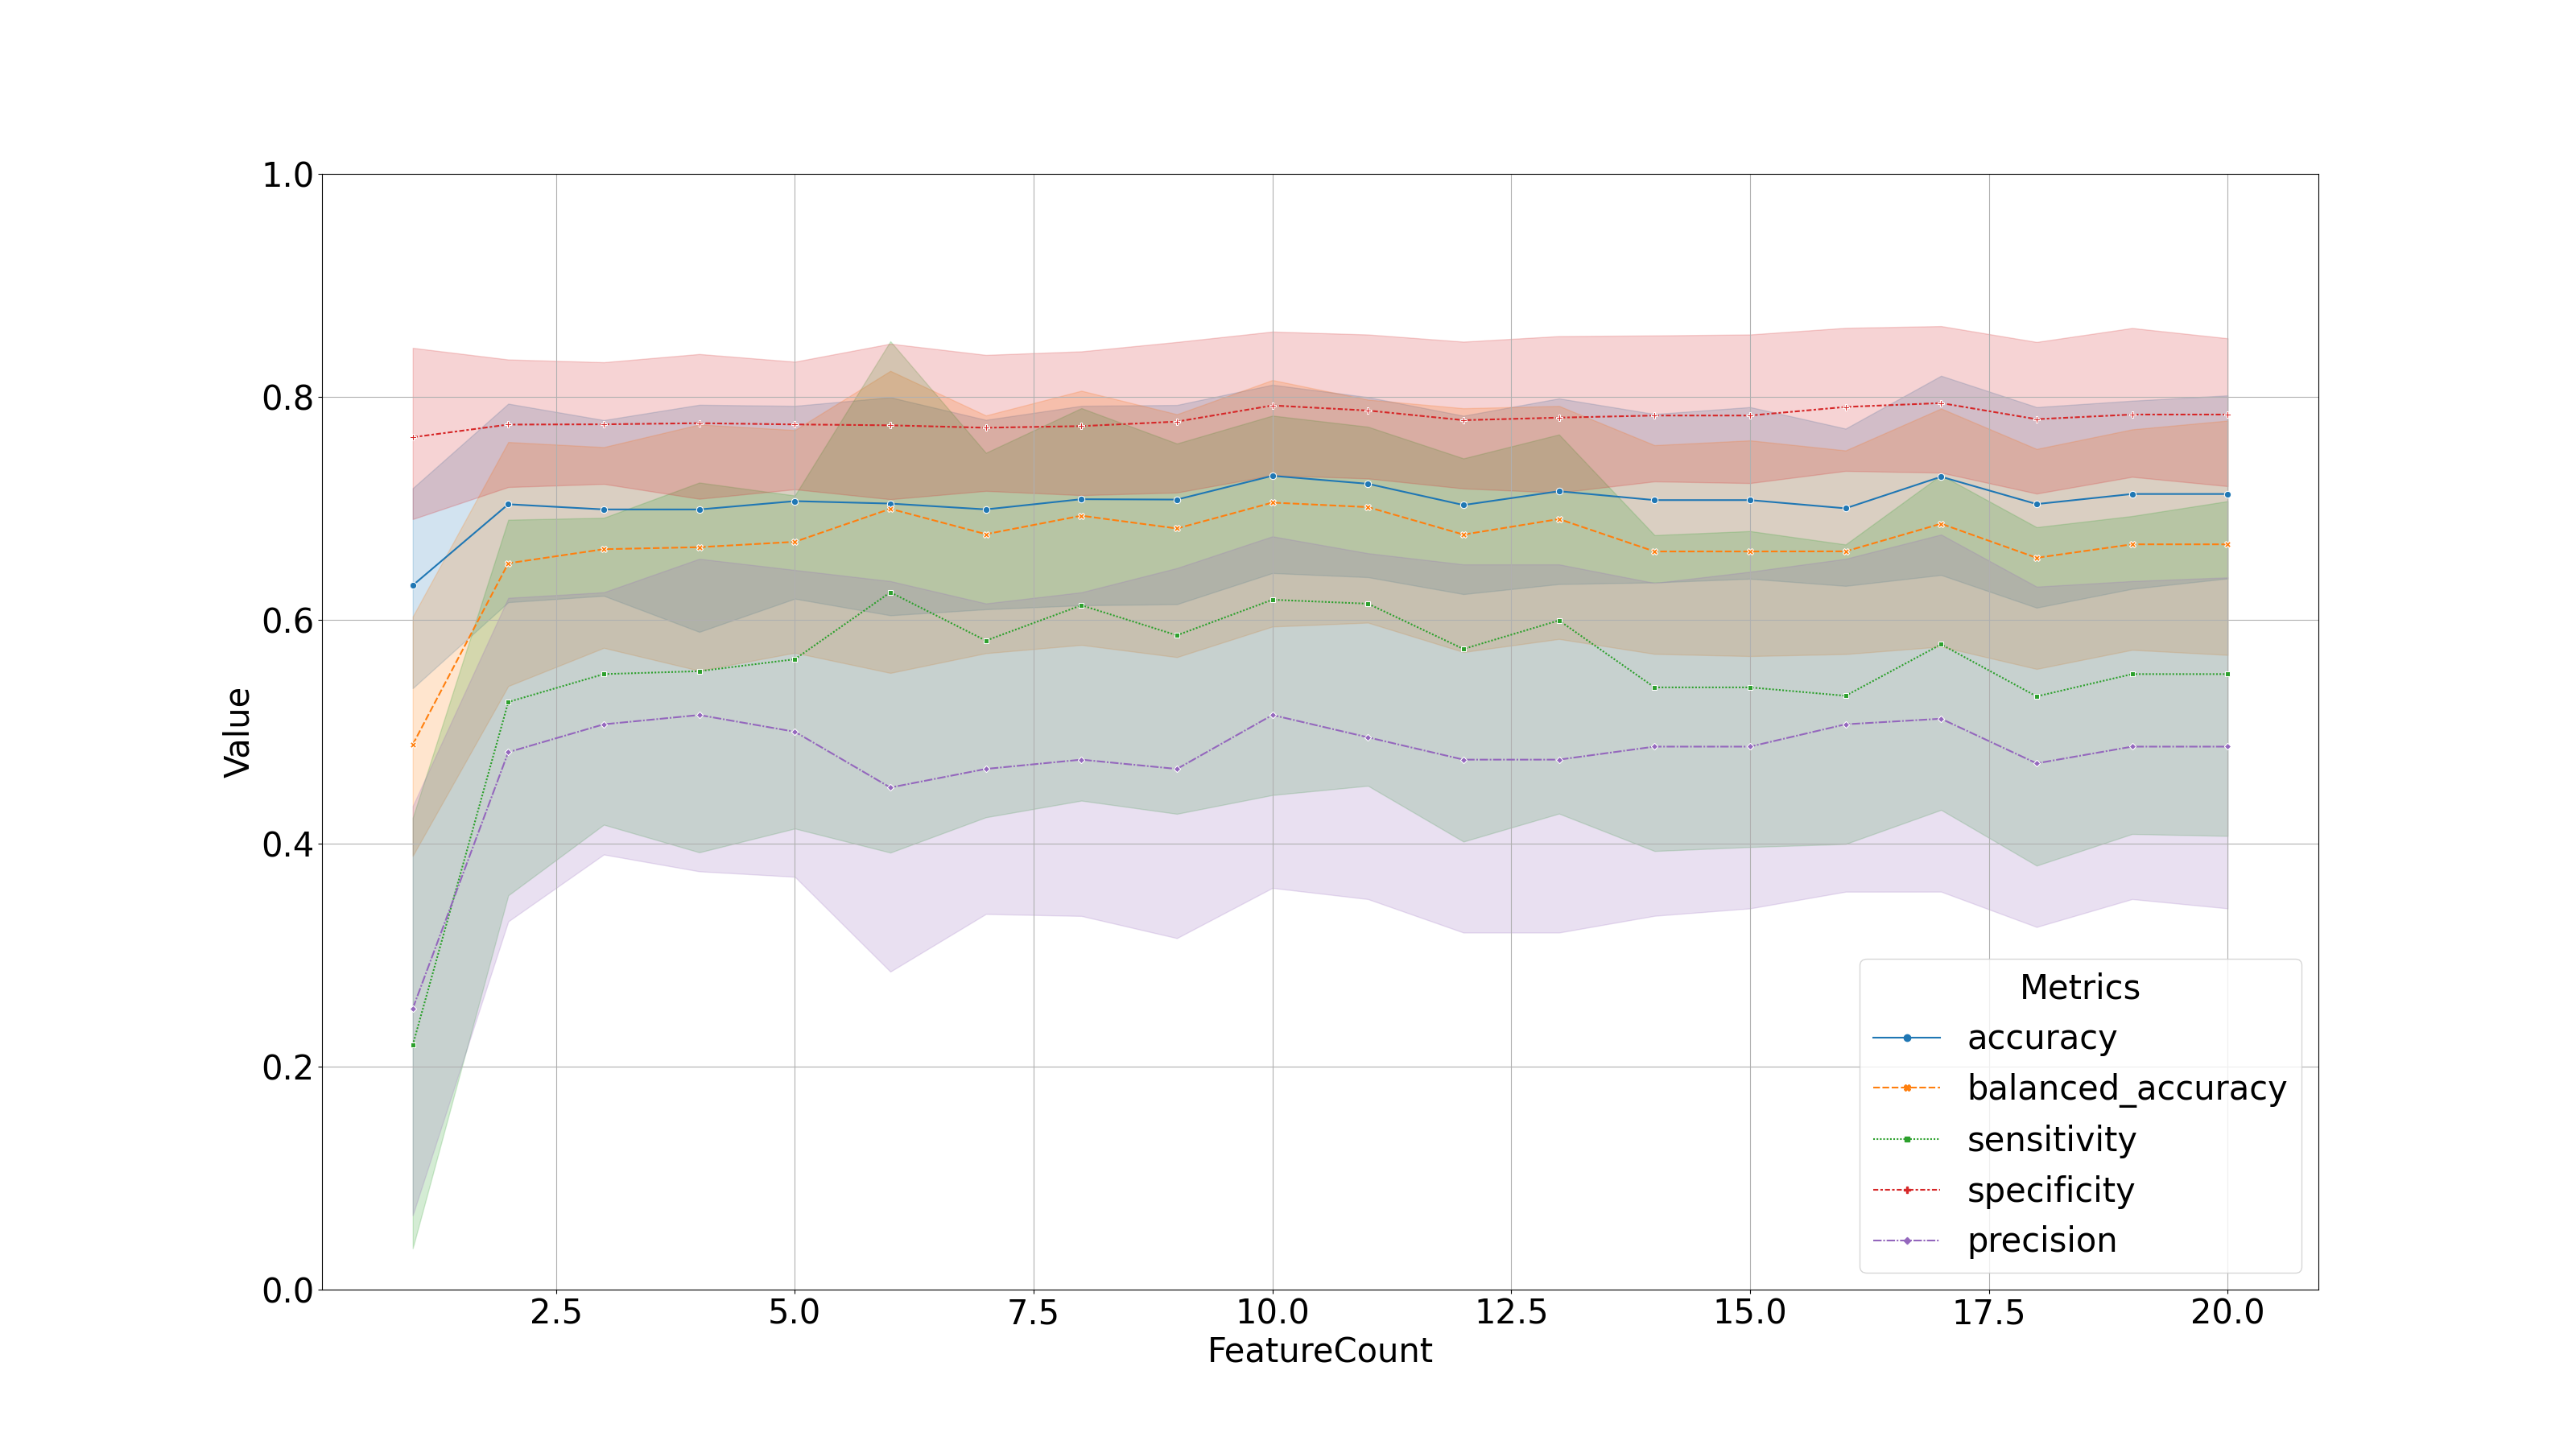 1.0
0.8
0.6
0.4
0.2
0.0
Value
2.5 5.0 7.5 10.0 12.5 15.0 17.5 20.0
FeatureCount
Metrics
accuracy
balanced_accuracy
sensitivity
specificity
precision